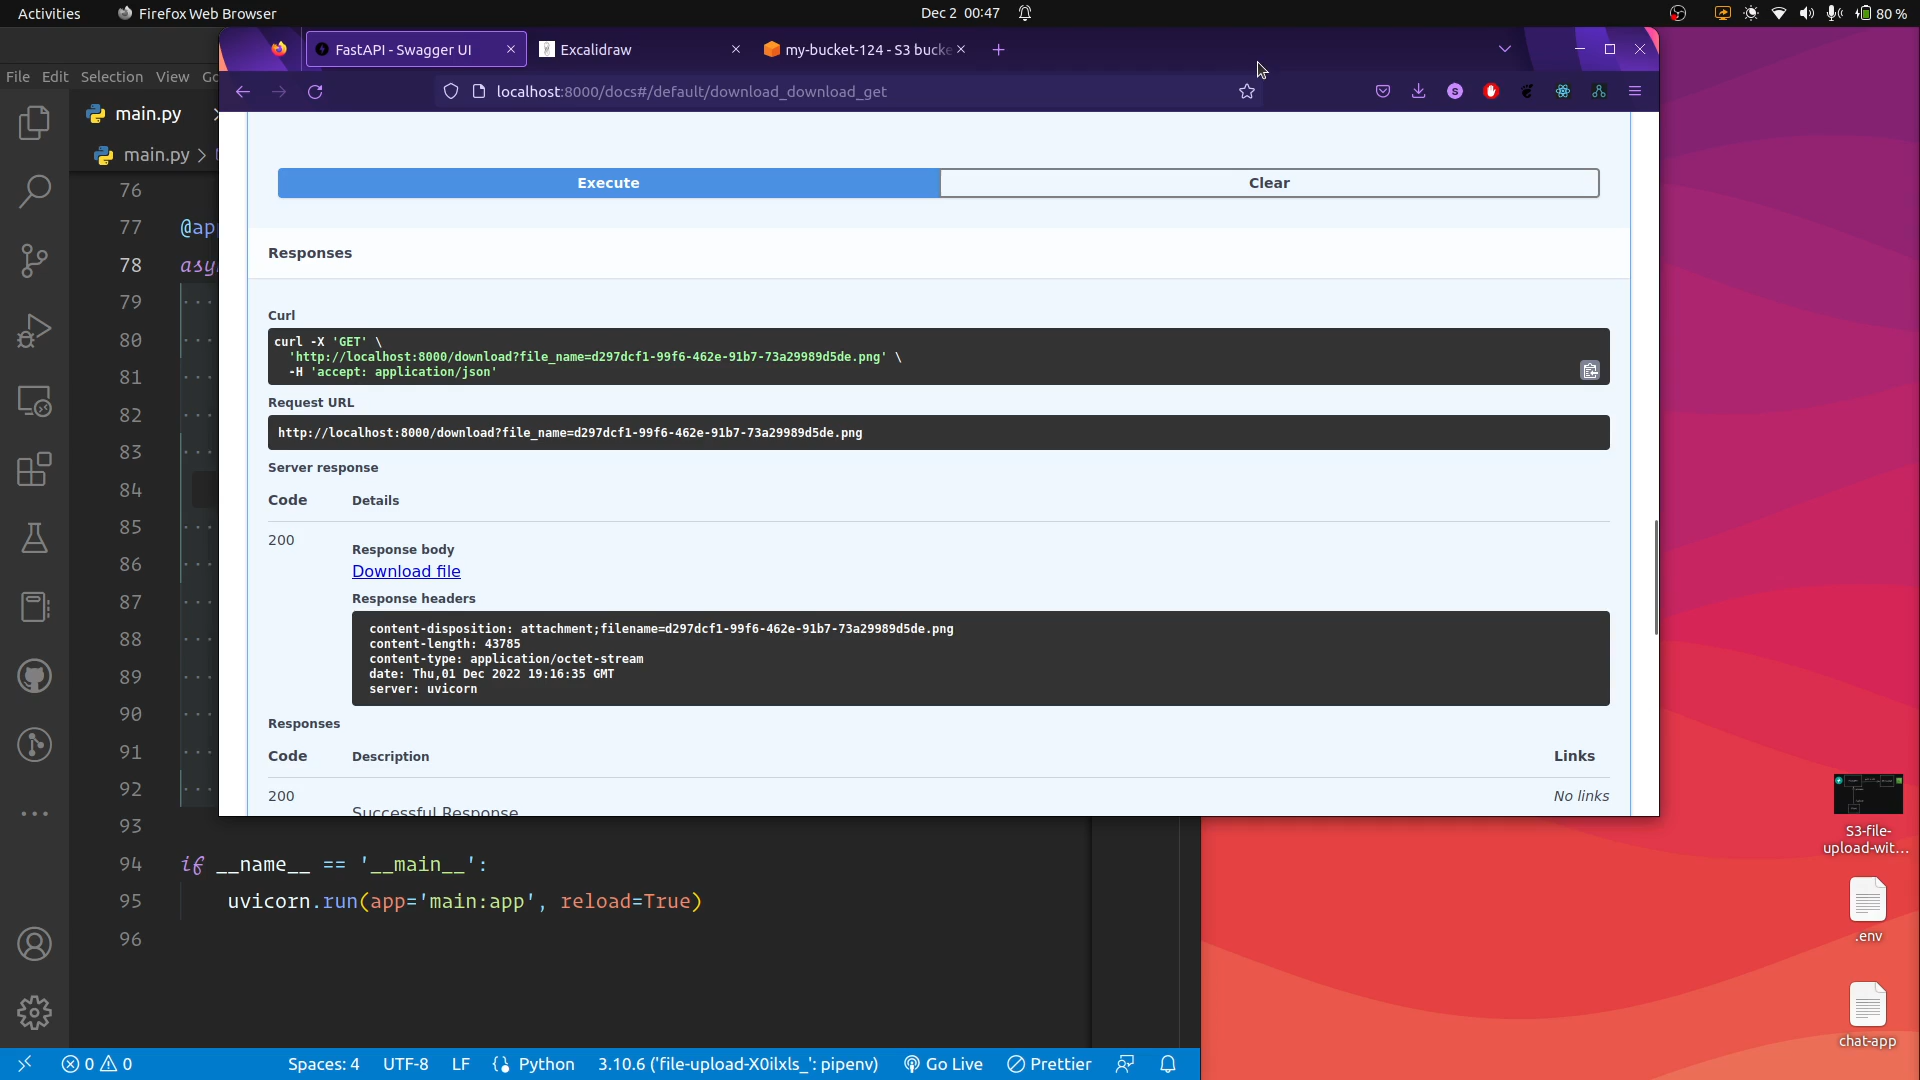 Activities
Firefox Web Browser
Dec 2 00:47
80 %
FastAPI - Swagger UI
Excalidraw
my-bucket-124 - S3 bucke
localhost:8000/docs#/default/download_download_get
File Edit Selection View Go
main.py
main.py
76
77 @ap
78 asy
79
80
81
82
83
84
85
86
87
88
89
90
91
92
93
94 if __name__ == '__main__':
95 uvicorn.run(app='main:app', reload=True)
96
Execute
Clear
Responses
Curl
curl -X 'GET' \
'http://localhost:8000/download?file_name=d297dcf1-99f6-462e-91b7-73a29989d5de.png' \
-H 'accept: application/json'
Request URL
http://localhost:8000/download?file_name=d297dcf1-99f6-462e-91b7-73a29989d5de.png
Server response
Code Details
200
Response body
Download file
Response headers
content-disposition: attachment;filename=d297dcf1-99f6-462e-91b7-73a29989d5de.png
content-length: 43785
content-type: application/octet-stream
date: Thu,01 Dec 2022 19:16:35 GMT
server: uvicorn
Responses
Code Description Links
200 No links
Successful Response
S3-file-
upload-wit...
.env
chat-app
0 0
Spaces: 4 UTF-8 LF Python 3.10.6 ('file-upload-X0ilxls_': pipenv) Go Live Prettier